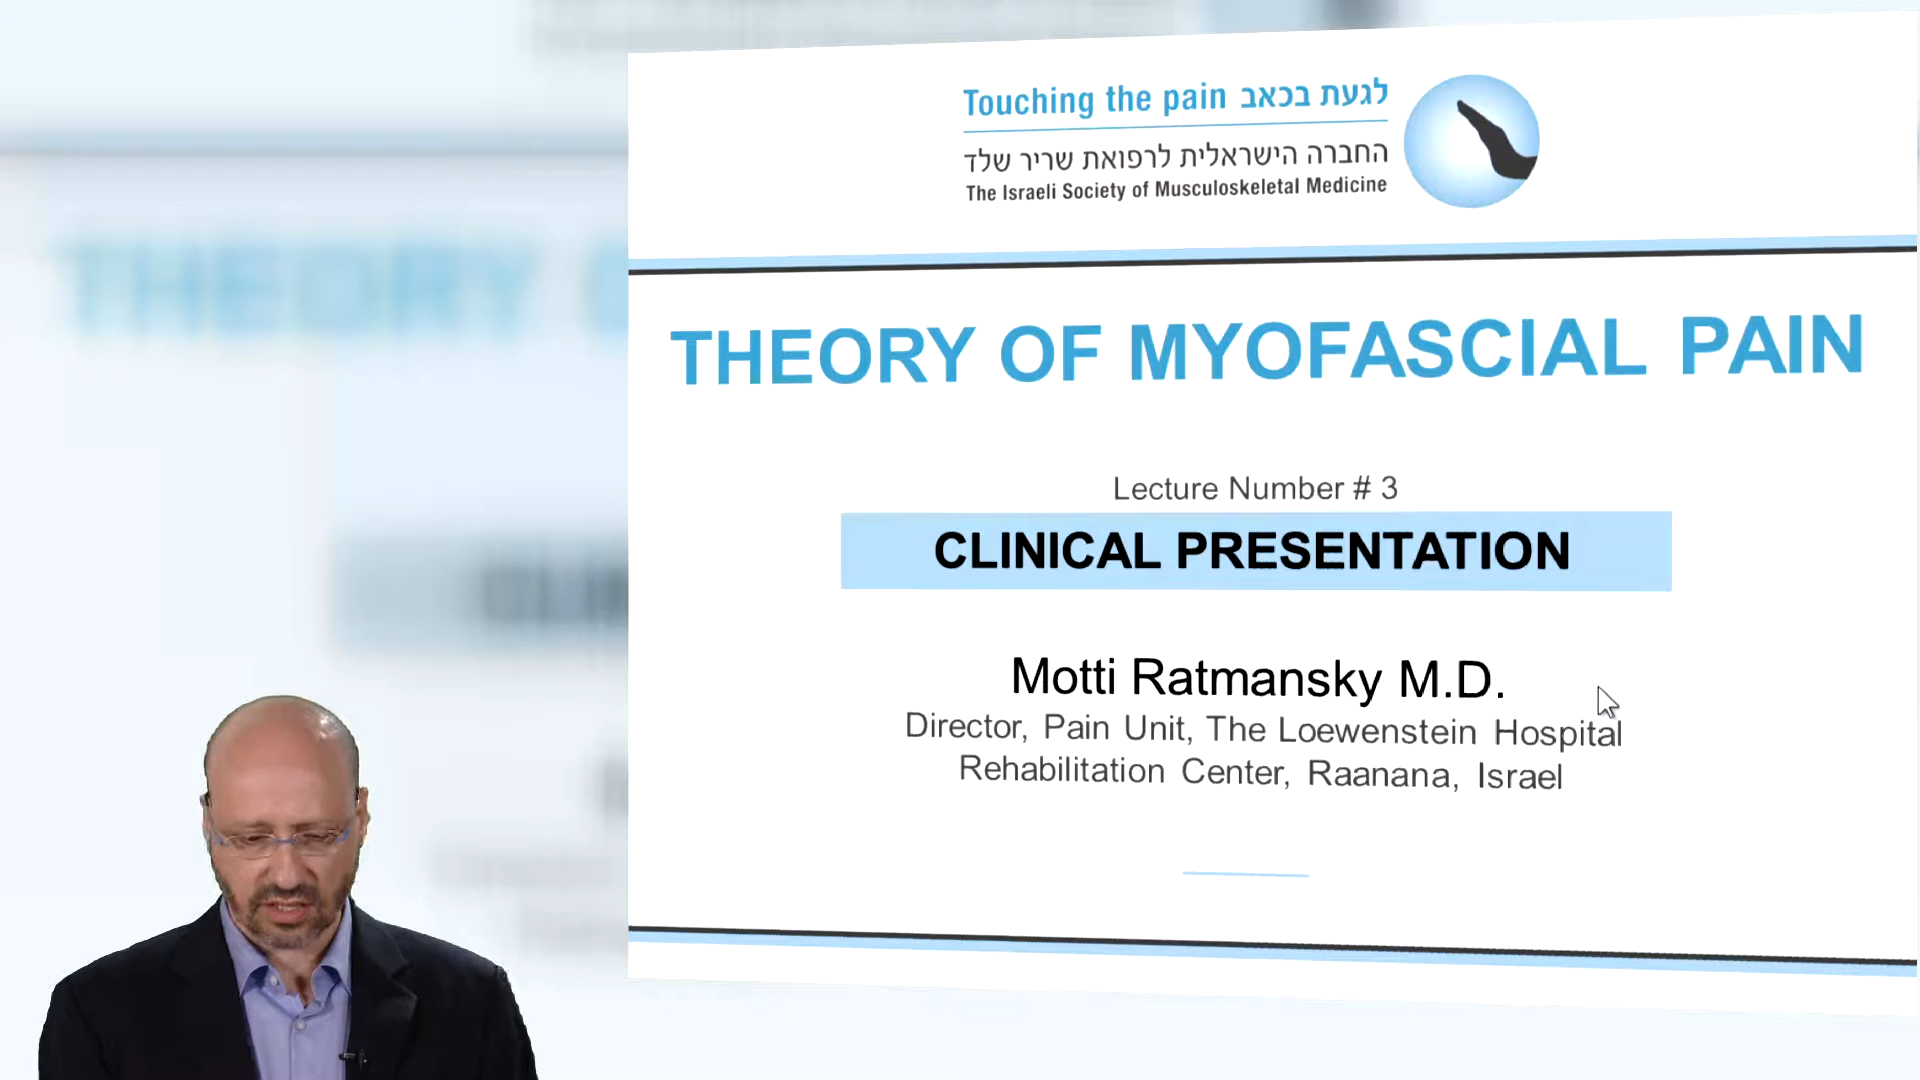 Touching the pain לגעת בכאב
החברה הישראלית לרפואת שריר שלד
The Israeli Society of Musculoskeletal Medicine
THEORY OF MYOFASCIAL PAIN
Lecture Number # 3
CLINICAL PRESENTATION
Motti Ratmansky M.D.
Director, Pain Unit, The Loewenstein Hospital
Rehabilitation Center, Raanana, Israel
THEORY